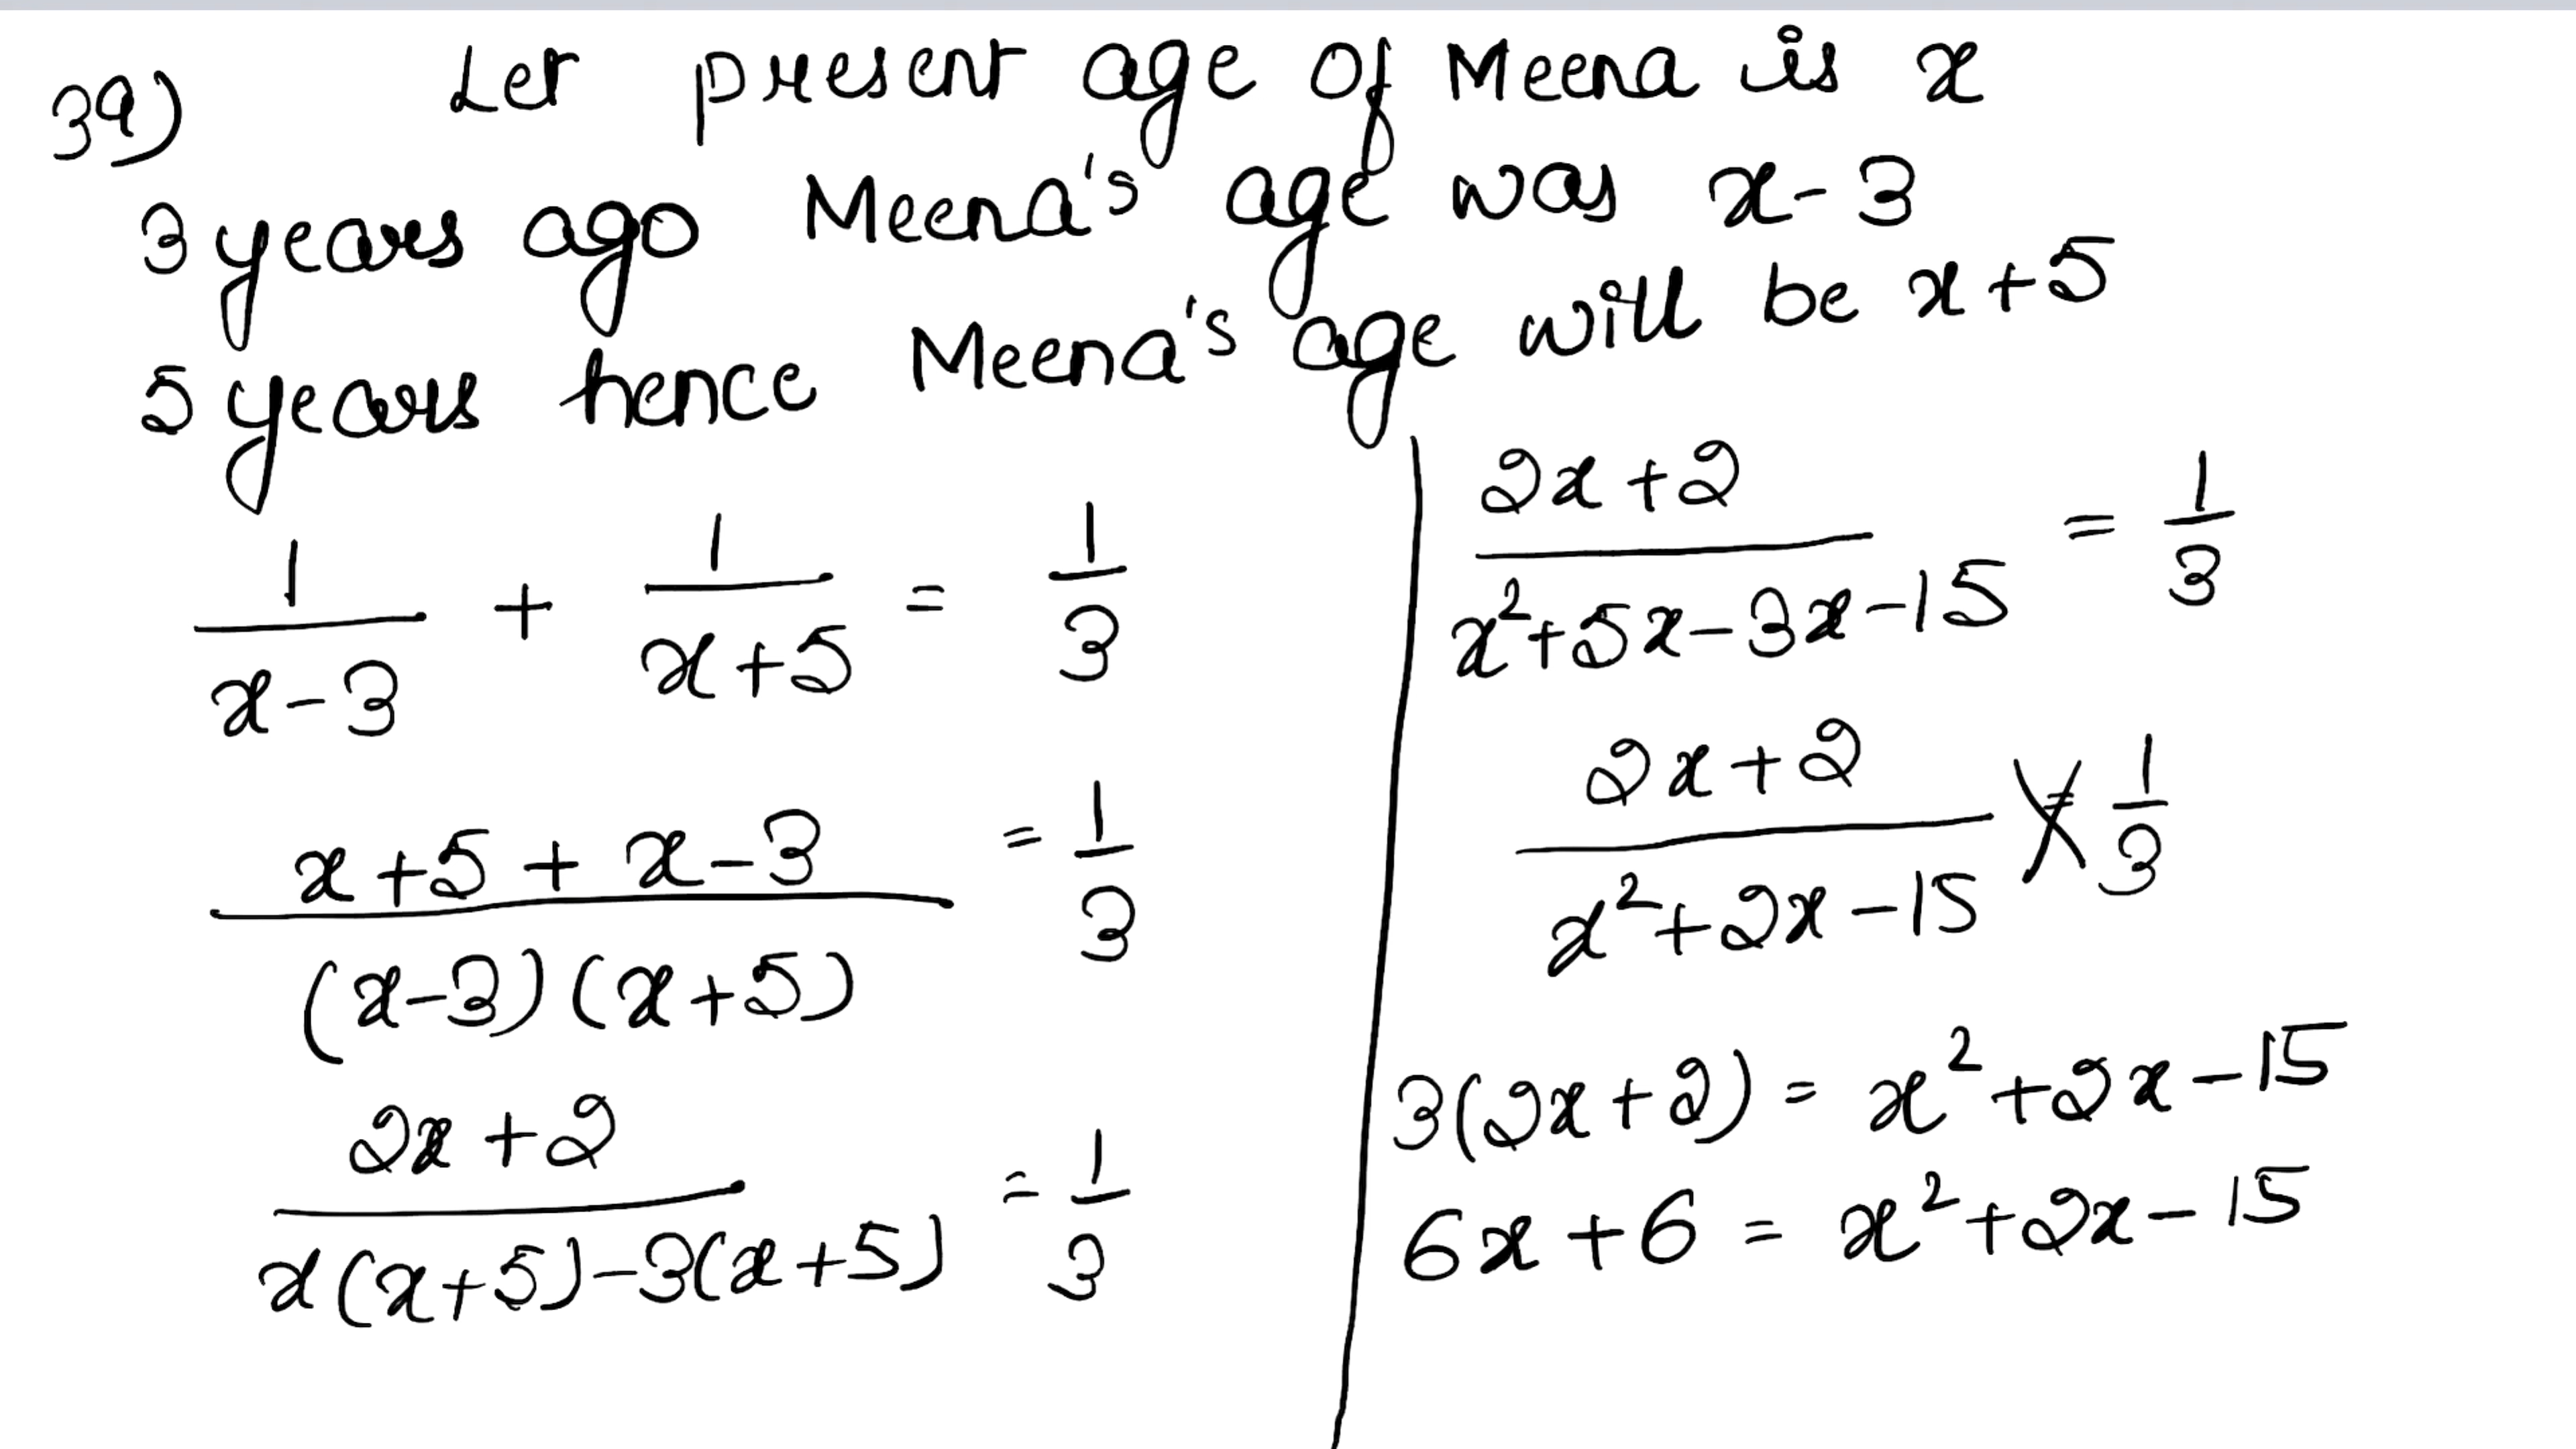 39) Let present age of Meena is x
3 years ago Meena's age was x-3
5 years hence Meena's age will be x+5
1/(x-3) + 1/(x+5) = 1/3
(x+5+x-3)/((x-3)(x+5)) = 1/3
(2x+2)/(x(x+5)-3(x+5)) = 1/3
(2x+2)/(x²+5x-3x-15) = 1/3
(2x+2)/(x²+2x-15) = 1/3
3(2x+2) = x²+2x-15
6x+6 = x²+2x-15